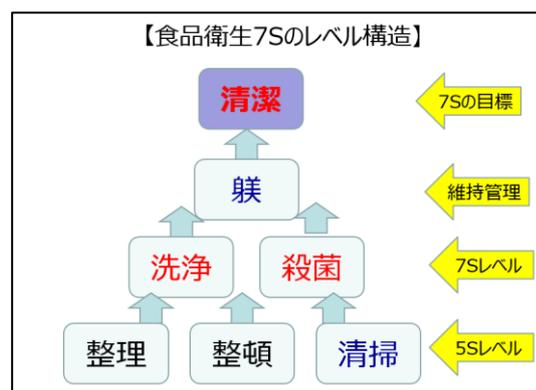 【食品衛生7Sのレベル構造】
清潔
7Sの目標
躾
維持管理
洗浄
殺菌
7Sレベル
整理
整頓
清掃
5Sレベル